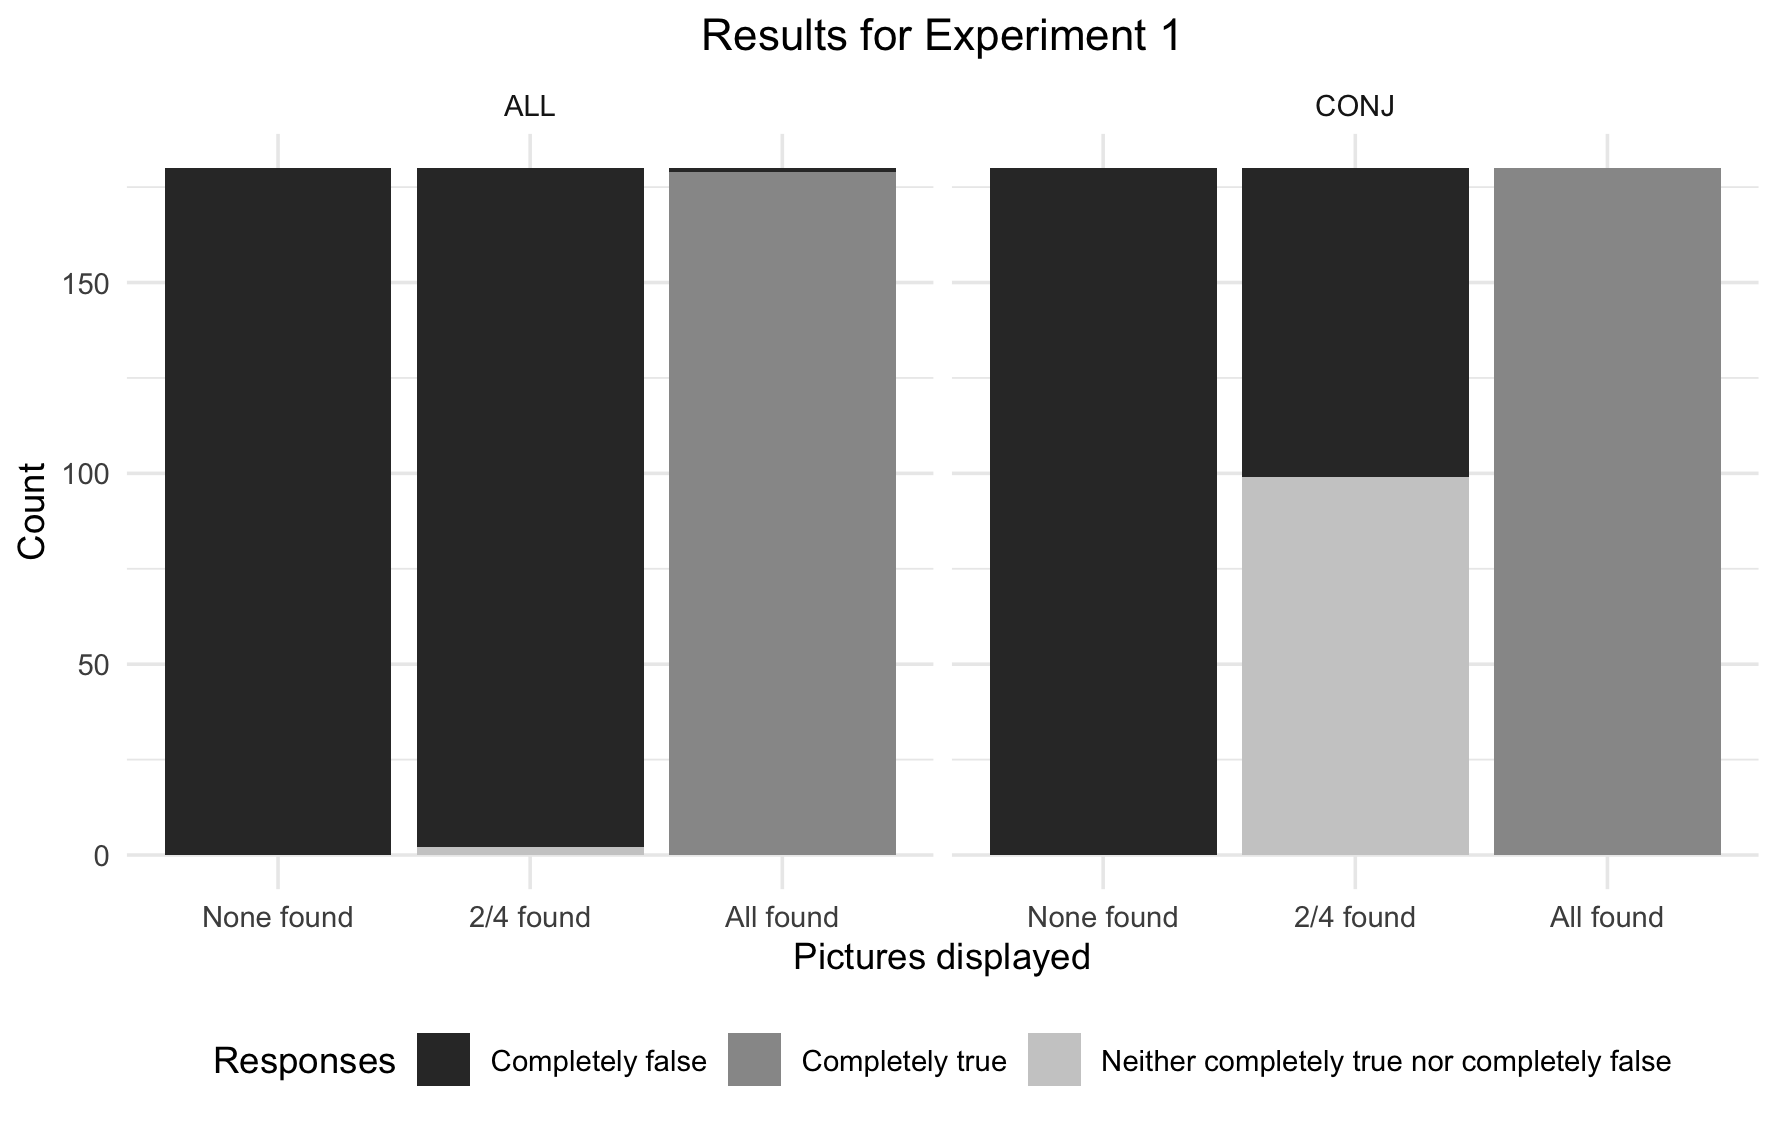 Results for Experiment 1
ALL
CONJ
Count
150
100
50
0
None found
2/4 found
All found
None found
2/4 found
All found
Pictures displayed
Responses
Completely false
Completely true
Neither completely true nor completely false